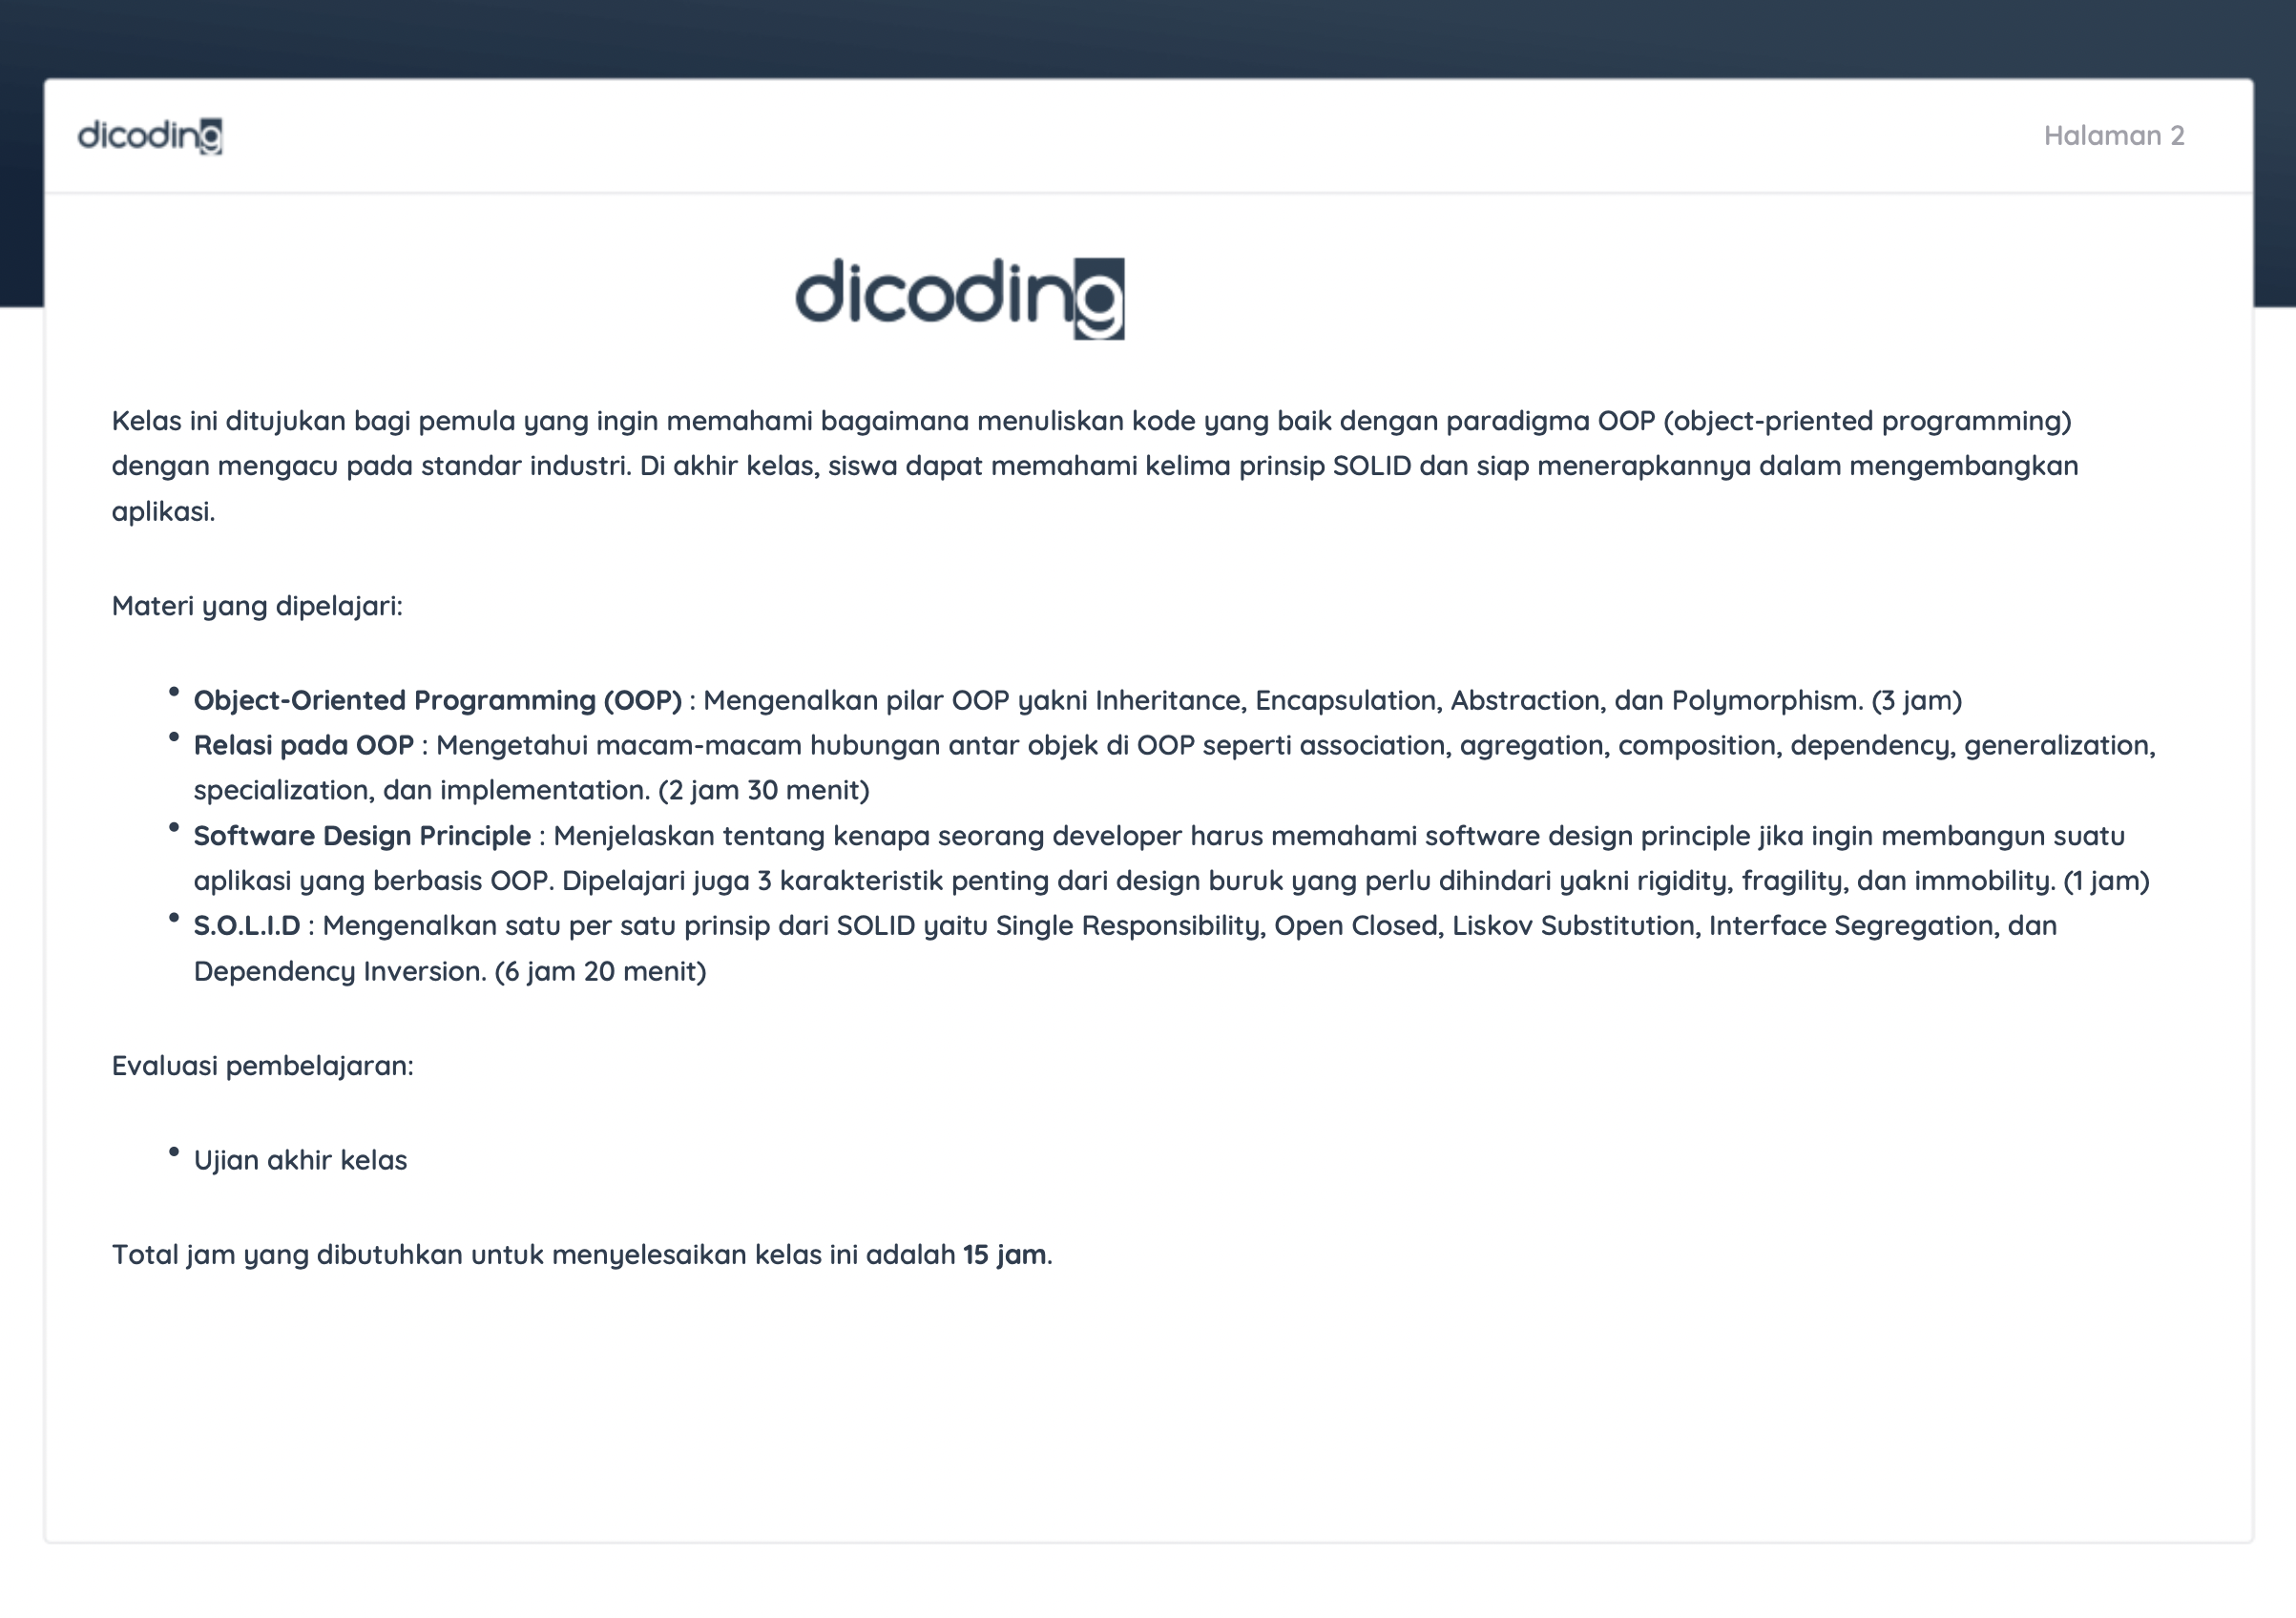 dicoding
Halaman 2
dicoding
Kelas ini ditujukan bagi pemula yang ingin memahami bagaimana menuliskan kode yang baik dengan paradigma OOP (object-priented programming)
dengan mengacu pada standar industri. Di akhir kelas, siswa dapat memahami kelima prinsip SOLID dan siap menerapkannya dalam mengembangkan
aplikasi.
Materi yang dipelajari:
• Object-Oriented Programming (OOP) : Mengenalkan pilar OOP yakni Inheritance, Encapsulation, Abstraction, dan Polymorphism. (3 jam)
• Relasi pada OOP : Mengetahui macam-macam hubungan antar objek di OOP seperti association, agregation, composition, dependency, generalization,
specialization, dan implementation. (2 jam 30 menit)
• Software Design Principle : Menjelaskan tentang kenapa seorang developer harus memahami software design principle jika ingin membangun suatu
aplikasi yang berbasis OOP. Dipelajari juga 3 karakteristik penting dari design buruk yang perlu dihindari yakni rigidity, fragility, dan immobility. (1 jam)
• S.O.L.I.D : Mengenalkan satu per satu prinsip dari SOLID yaitu Single Responsibility, Open Closed, Liskov Substitution, Interface Segregation, dan
Dependency Inversion. (6 jam 20 menit)
Evaluasi pembelajaran:
• Ujian akhir kelas
Total jam yang dibutuhkan untuk menyelesaikan kelas ini adalah 15 jam.